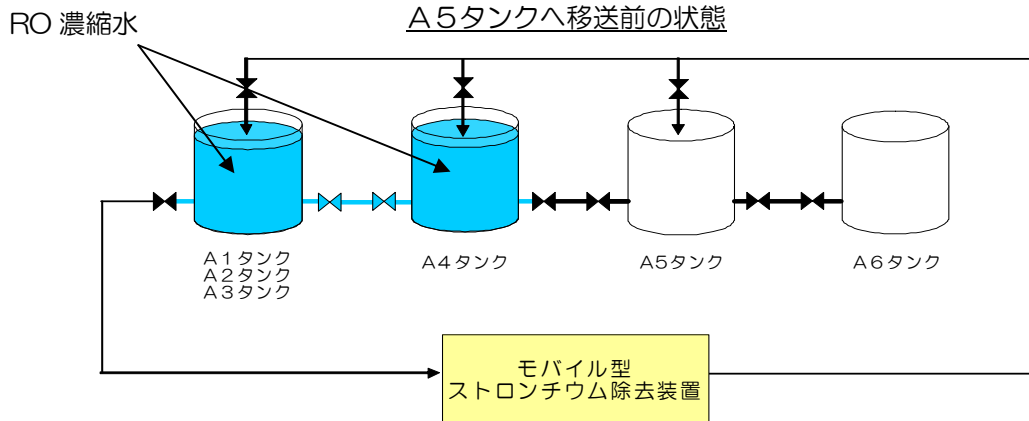 RO 濃縮水
A5タンクへ移送前の状態
A1タンク
A2タンク
A3タンク
A4タンク
A5タンク
A6タンク
モバイル型
ストロンチウム除去装置